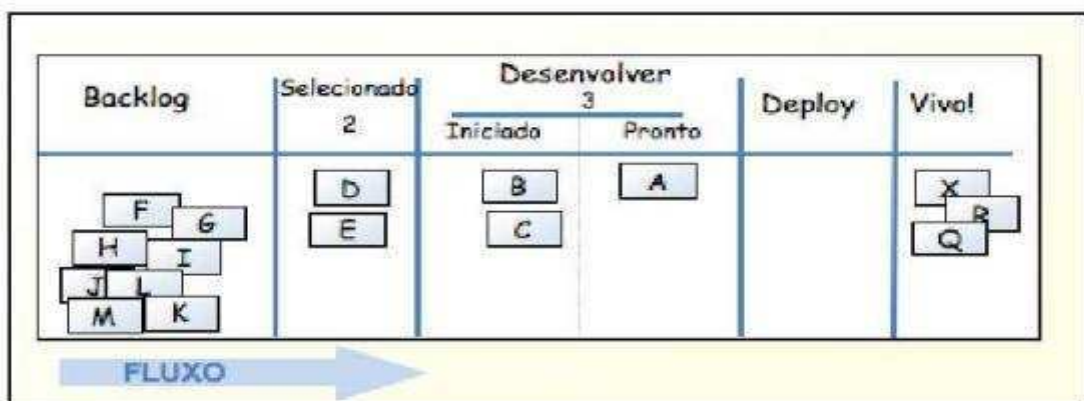 Backlog
Selecionado
2
Desenvolver
3
Iniciado
Pronto
Deploy
Vivo!
F
G
H
I
J
L
M
K
D
E
B
C
A
X
R
Q
FLUXO